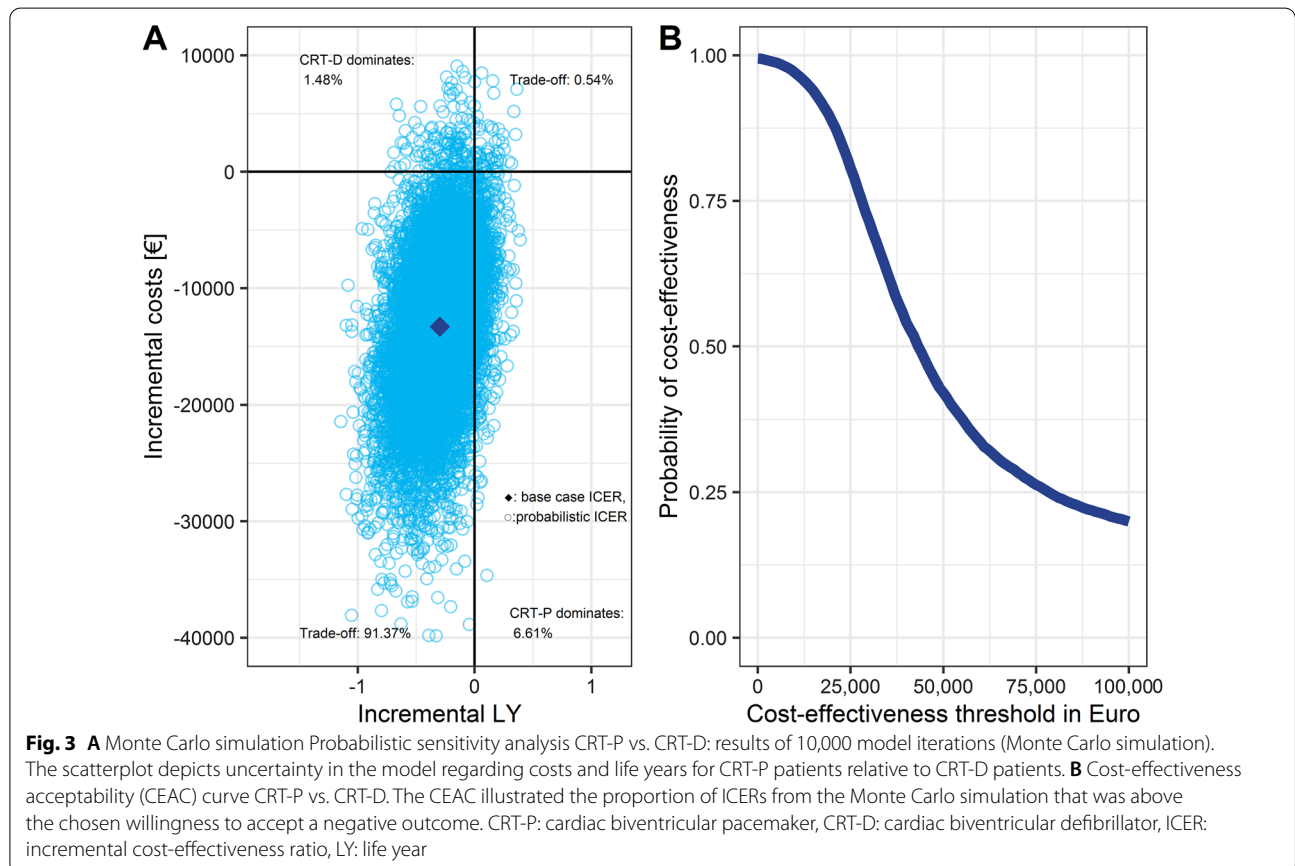 A
10000
0
-10000
-20000
-30000
-40000
Incremental costs [€]
CRT-D dominates:
1.48%
Trade-off: 0.54%
◆: base case ICER,
○:probabilistic ICER
CRT-P dominates:
6.61%
Trade-off: 91.37%
-1 0 1
Incremental LY
B
1.00
0.75
0.50
0.25
0.00
Probability of cost-effectiveness
0 25,000 50,000 75,000 100,000
Cost-effectiveness threshold in Euro
Fig. 3 A Monte Carlo simulation Probabilistic sensitivity analysis CRT-P vs. CRT-D: results of 10,000 model iterations (Monte Carlo simulation).
The scatterplot depicts uncertainty in the model regarding costs and life years for CRT-P patients relative to CRT-D patients. B Cost-effectiveness
acceptability (CEAC) curve CRT-P vs. CRT-D. The CEAC illustrated the proportion of ICERs from the Monte Carlo simulation that was above
the chosen willingness to accept a negative outcome. CRT-P: cardiac biventricular pacemaker, CRT-D: cardiac biventricular defibrillator, ICER:
incremental cost-effectiveness ratio, LY: life year